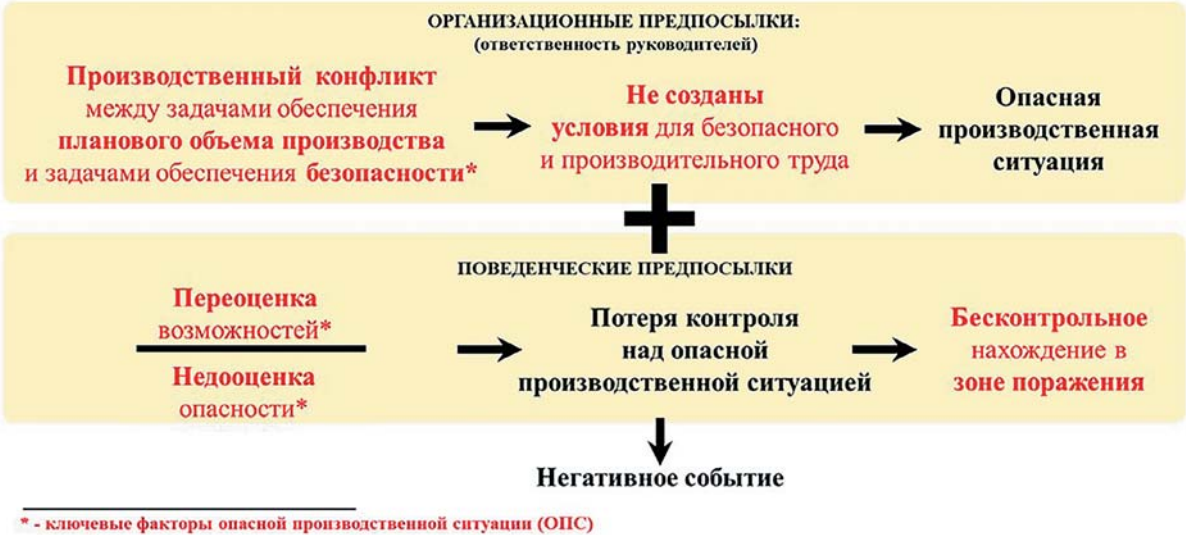 ОРГАНИЗАЦИОННЫЕ ПРЕДПОСЫЛКИ:
(ответственность руководителей)
Производственный конфликт
между задачами обеспечения
планового объема производства
и задачами обеспечения безопасности*
Не созданы
условия для безопасного
и производительного труда
Опасная
производственная
ситуация
ПОВЕДЕНЧЕСКИЕ ПРЕДПОСЫЛКИ
Переоценка
возможностей*
Недооценка
опасности*
Потеря контроля
над опасной
производственной ситуацией
Бесконтрольное
нахождение в
зоне поражения
Негативное событие
* - ключевые факторы опасной производственной ситуации (ОПС)